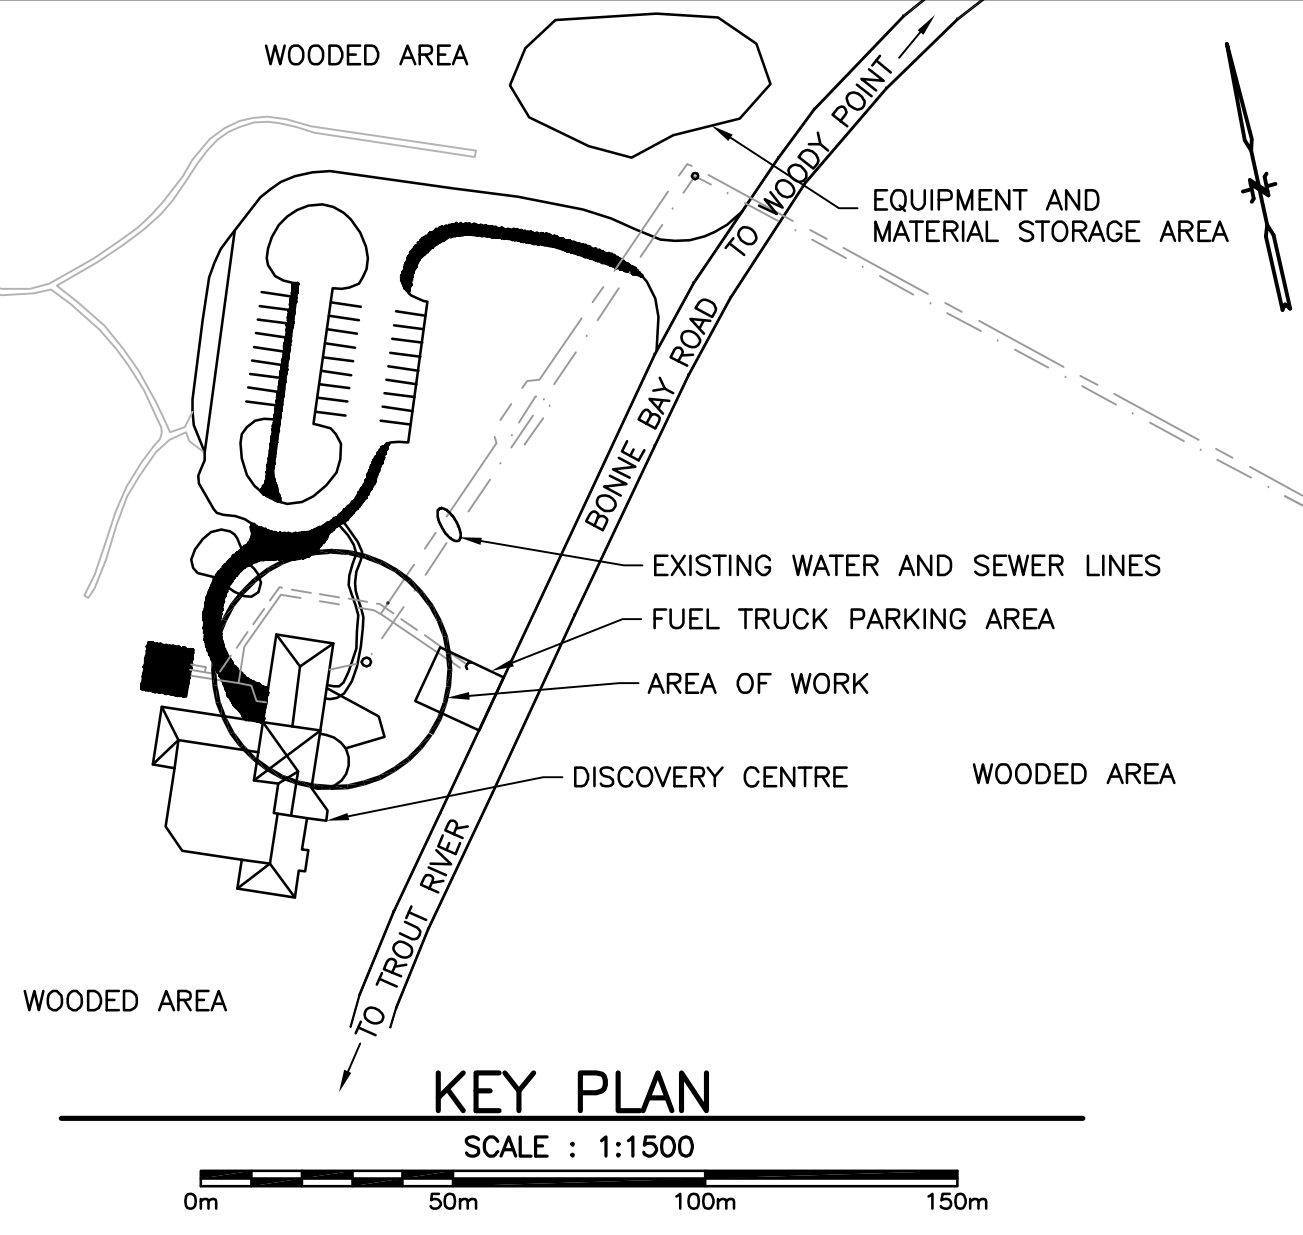 WOODED AREA
TO WOODY POINT
N
EQUIPMENT AND
MATERIAL STORAGE AREA
BONNE BAY ROAD
EXISTING WATER AND SEWER LINES
FUEL TRUCK PARKING AREA
AREA OF WORK
DISCOVERY CENTRE
WOODED AREA
TO TROUT RIVER
WOODED AREA
KEY PLAN
SCALE : 1:1500
0m 50m 100m 150m